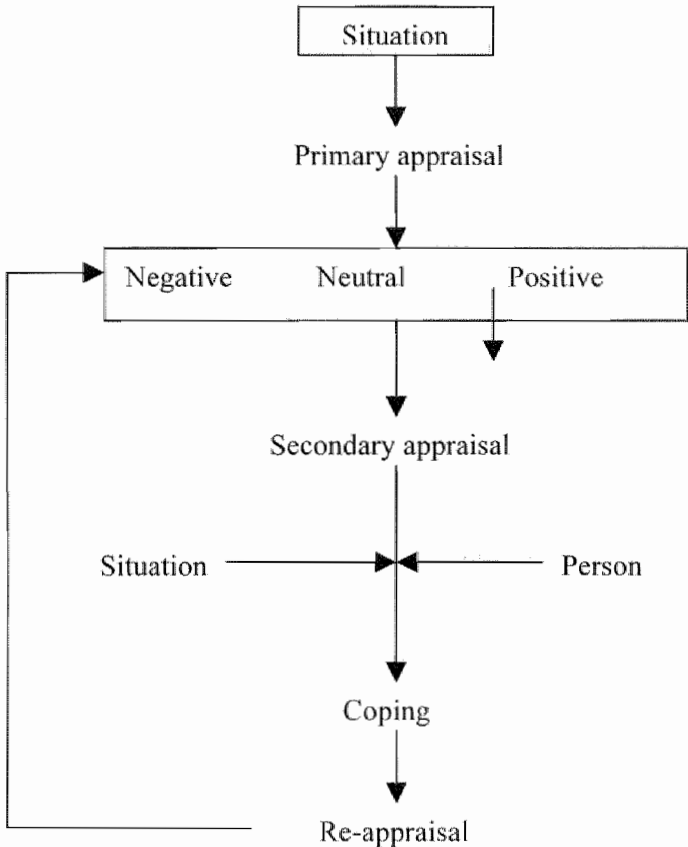 Situation
Primary appraisal
Negative Neutral Positive
Secondary appraisal
Situation Person
Coping
Re-appraisal